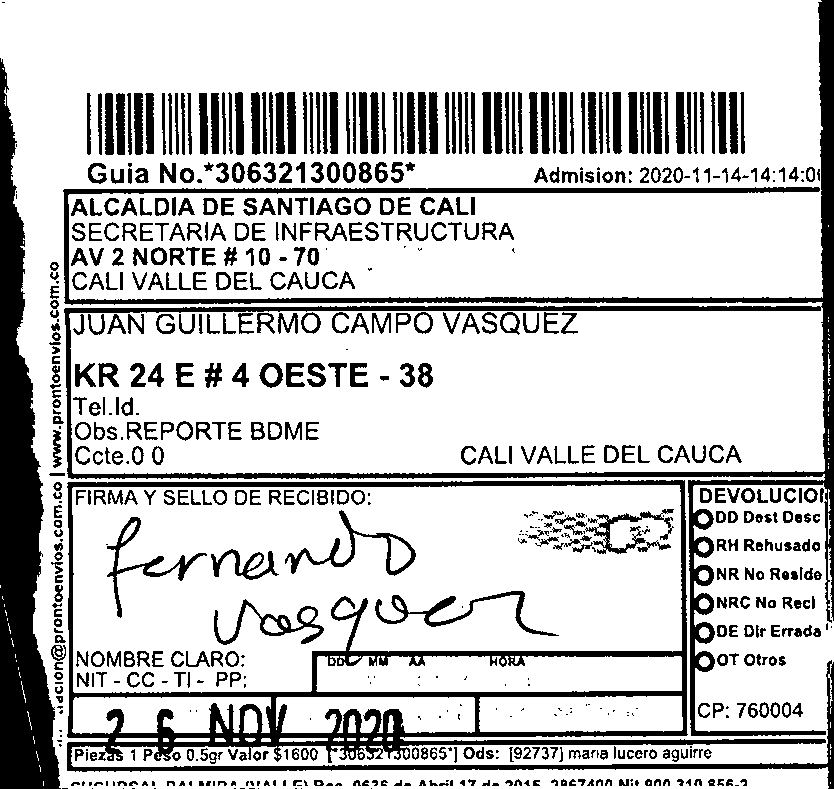 Guia No.*306321300865*
Admision: 2020-11-14-14:14:0
ALCALDIA DE SANTIAGO DE CALI
SECRETARIA DE INFRAESTRUCTURA
AV 2 NORTE # 10 - 70
CALI VALLE DEL CAUCA
JUAN GUILLERMO CAMPO VASQUEZ
KR 24 E # 4 OESTE - 38
Tel.Id.
Obs.REPORTE BDME
Ccte.0 0
CALI VALLE DEL CAUCA
www.prontoenvios.com.co
@prontoenvios.com.co
FIRMA Y SELLO DE RECIBIDO:
fernando
Vasquez
NOMBRE CLARO:
NIT - CC - TI - PP:
DD MM AA HORA
26 NOV 2020
DEVOLUCIO
DD Dest Desc
RH Rehusado
NR No Reside
NRC No Recl
DE Dir Errada
OT Otros
CP: 760004
Piezas 1 Peso 0.5gr Valor $1600 [*306321300865*] Ods: [92737] maria lucero aguirre